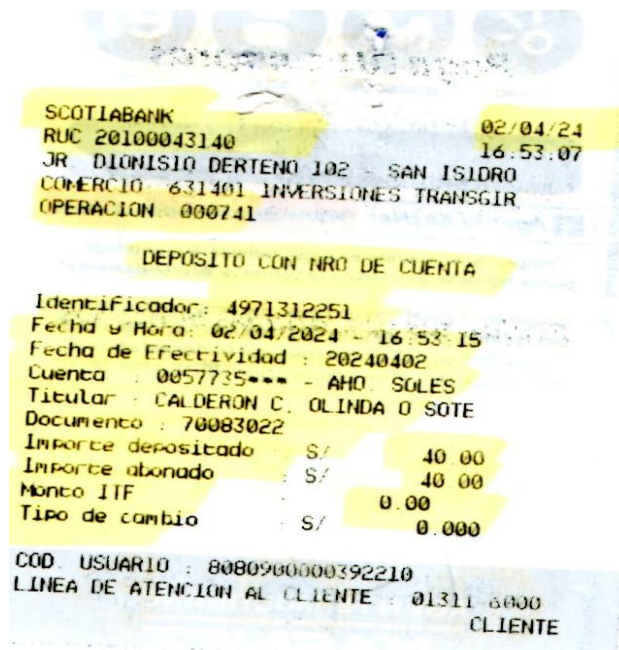 SCOTIABANK 02/04/24
RUC 20100043140 16:53:07
JR. DIONISIO DERTENO 102 - SAN ISIDRO
COMERCIO: 631401 INVERSIONES TRANSGIR
OPERACION: 000741
DEPOSITO CON NRO DE CUENTA
Identificador: 4971312251
Fecha y Hora: 02/04/2024 - 16:53:15
Fecha de Efectividad : 20240402
Cuenta : 0057735*** - AHO. SOLES
Titular : CALDERON C. OLINDA O SOTE
Documento : 70083022
Importe depositado : S/ 40.00
Importe abonado : S/ 40.00
Monto ITF : 0.00
Tipo de cambio : S/ 0.000
COD. USUARIO : 8080900000392210
LINEA DE ATENCION AL CLIENTE : 01311-6000
CLIENTE